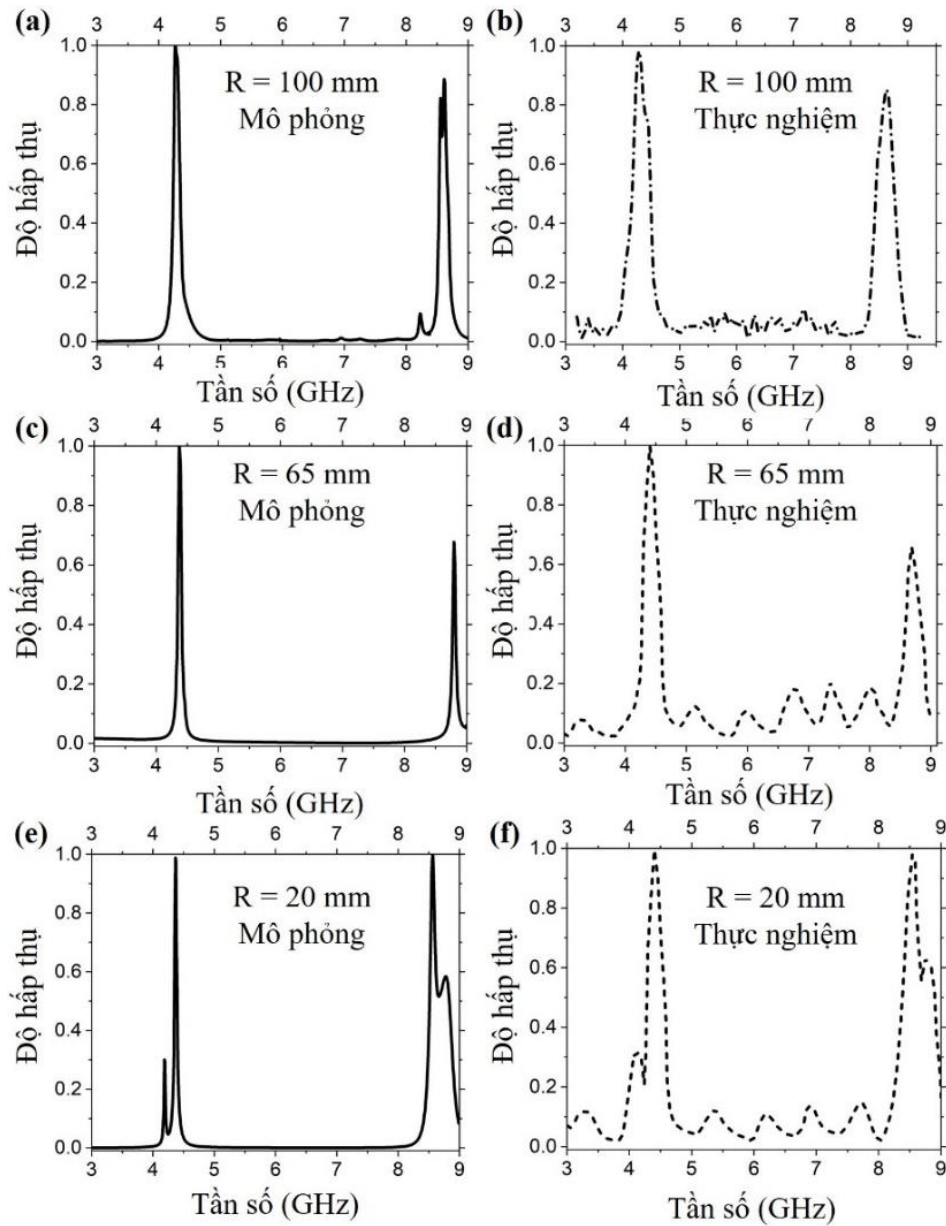 (a)
3 4 5 6 7 8 9
1.0
0.8
0.6
0.4
0.2
0.0
R = 100 mm
Mô phỏng
Độ hấp thụ
3 4 5 6 7 8 9
Tần số (GHz)
(b)
4 5 6 7 8 9
1.0
0.8
0.6
0.4
0.2
0.0
R = 100 mm
Thực nghiệm
Độ hấp thụ
3 4 5 6 7 8 9
Tần số (GHz)
(c)
3 4 5 6 7 8 9
1.0
0.8
0.6
0.4
0.2
0.0
R = 65 mm
Mô phỏng
Độ hấp thụ
3 4 5 6 7 8 9
Tần số (GHz)
(d)
3 4 5 6 7 8 9
1.0
0.8
0.6
0.4
0.2
0.0
R = 65 mm
Thực nghiệm
Độ hấp thụ
3 4 5 6 7 8 9
Tần số (GHz)
(e)
3 4 5 6 7 8 9
1.0
0.8
0.6
0.4
0.2
0.0
R = 20 mm
Mô phỏng
Độ hấp thụ
3 4 5 6 7 8 9
Tần số (GHz)
(f)
3 4 5 6 7 8 9
1.0
0.8
0.6
0.4
0.2
0.0
R = 20 mm
Thực nghiệm
Độ hấp thụ
3 4 5 6 7 8 9
Tần số (GHz)